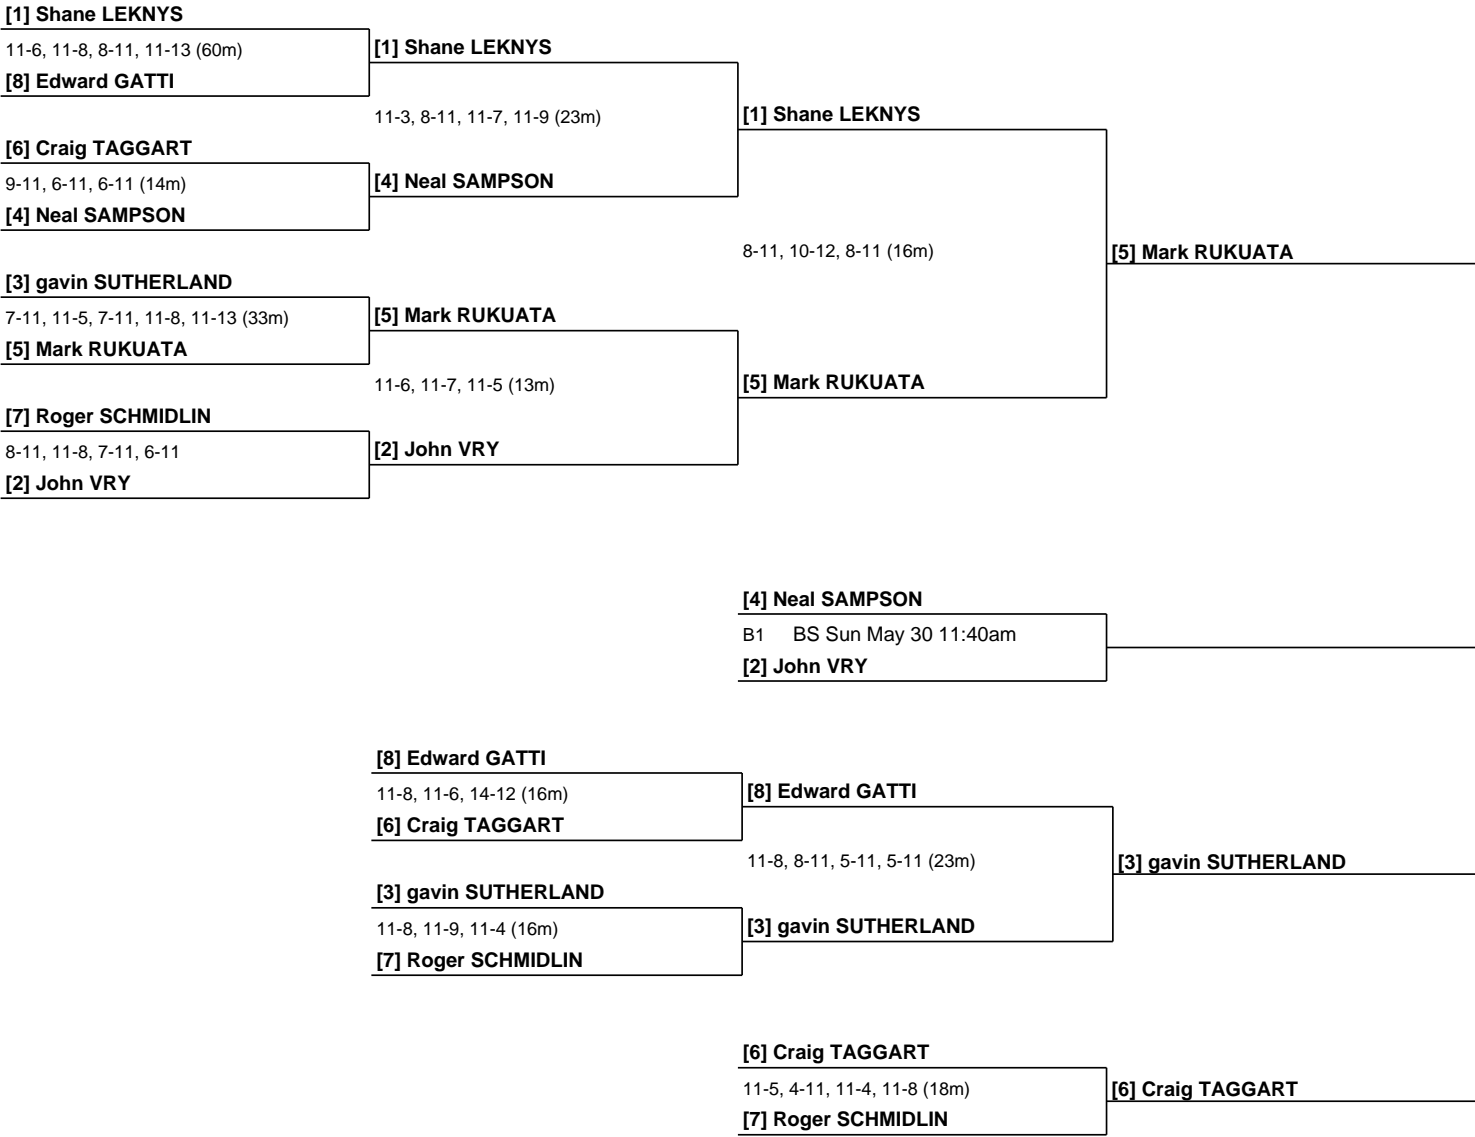 [1] Shane LEKNYS
11-6, 11-8, 8-11, 11-13 (60m)
[8] Edward GATTI
[1] Shane LEKNYS
11-3, 8-11, 11-7, 11-9 (23m)
[1] Shane LEKNYS
[6] Craig TAGGART
9-11, 6-11, 6-11 (14m)
[4] Neal SAMPSON
[4] Neal SAMPSON
8-11, 10-12, 8-11 (16m)
[5] Mark RUKUATA
[3] gavin SUTHERLAND
7-11, 11-5, 7-11, 11-8, 11-13 (33m)
[5] Mark RUKUATA
[5] Mark RUKUATA
11-6, 11-7, 11-5 (13m)
[5] Mark RUKUATA
[7] Roger SCHMIDLIN
8-11, 11-8, 7-11, 6-11
[2] John VRY
[2] John VRY
[4] Neal SAMPSON
B1 BS Sun May 30 11:40am
[2] John VRY
[8] Edward GATTI
11-8, 11-6, 14-12 (16m)
[6] Craig TAGGART
[8] Edward GATTI
11-8, 8-11, 5-11, 5-11 (23m)
[3] gavin SUTHERLAND
[3] gavin SUTHERLAND
11-8, 11-9, 11-4 (16m)
[7] Roger SCHMIDLIN
[3] gavin SUTHERLAND
[6] Craig TAGGART
11-5, 4-11, 11-4, 11-8 (18m)
[7] Roger SCHMIDLIN
[6] Craig TAGGART